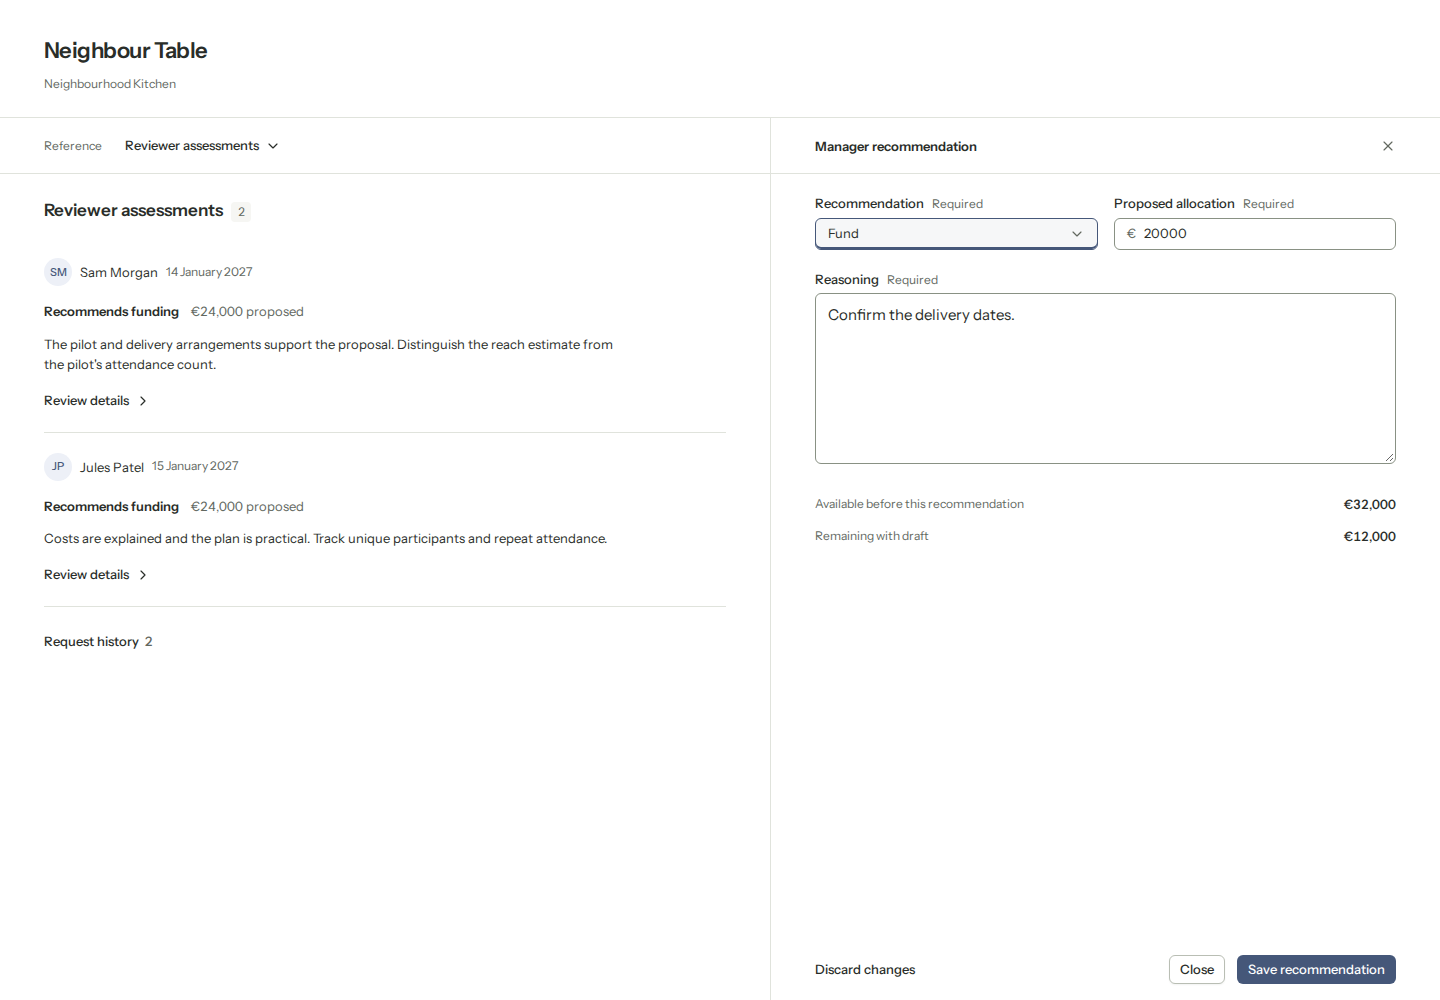 Neighbour Table
Neighbourhood Kitchen
Reference Reviewer assessments
Reviewer assessments 2
SM Sam Morgan 14 January 2027
Recommends funding €24,000 proposed
The pilot and delivery arrangements support the proposal. Distinguish the reach estimate from
the pilot's attendance count.
Review details
JP Jules Patel 15 January 2027
Recommends funding €24,000 proposed
Costs are explained and the plan is practical. Track unique participants and repeat attendance.
Review details
Request history 2
Manager recommendation
Recommendation Required Proposed allocation Required
Fund € 20000
Reasoning Required
Confirm the delivery dates.
Available before this recommendation €32,000
Remaining with draft €12,000
Discard changes Close Save recommendation